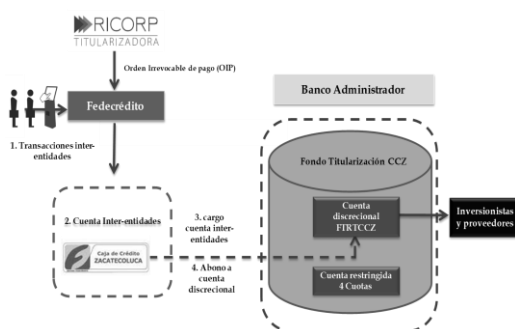 RICORP
TITULARIZADORA
Orden Irrevocable de pago (OIP)
Fedecrédito
1. Transacciones inter-
entidades
Banco Administrador
Fondo Titularización CCZ
2. Cuenta Inter-entidades
Caja de Crédito
ZACATECOLUCA
3. cargo
cuenta inter-
entidades
4. Abono a
cuenta
discrecional
Cuenta
discrecional
FTRTCCZ
Cuenta restringida
4 Cuotas
Inversionistas
y proveedores